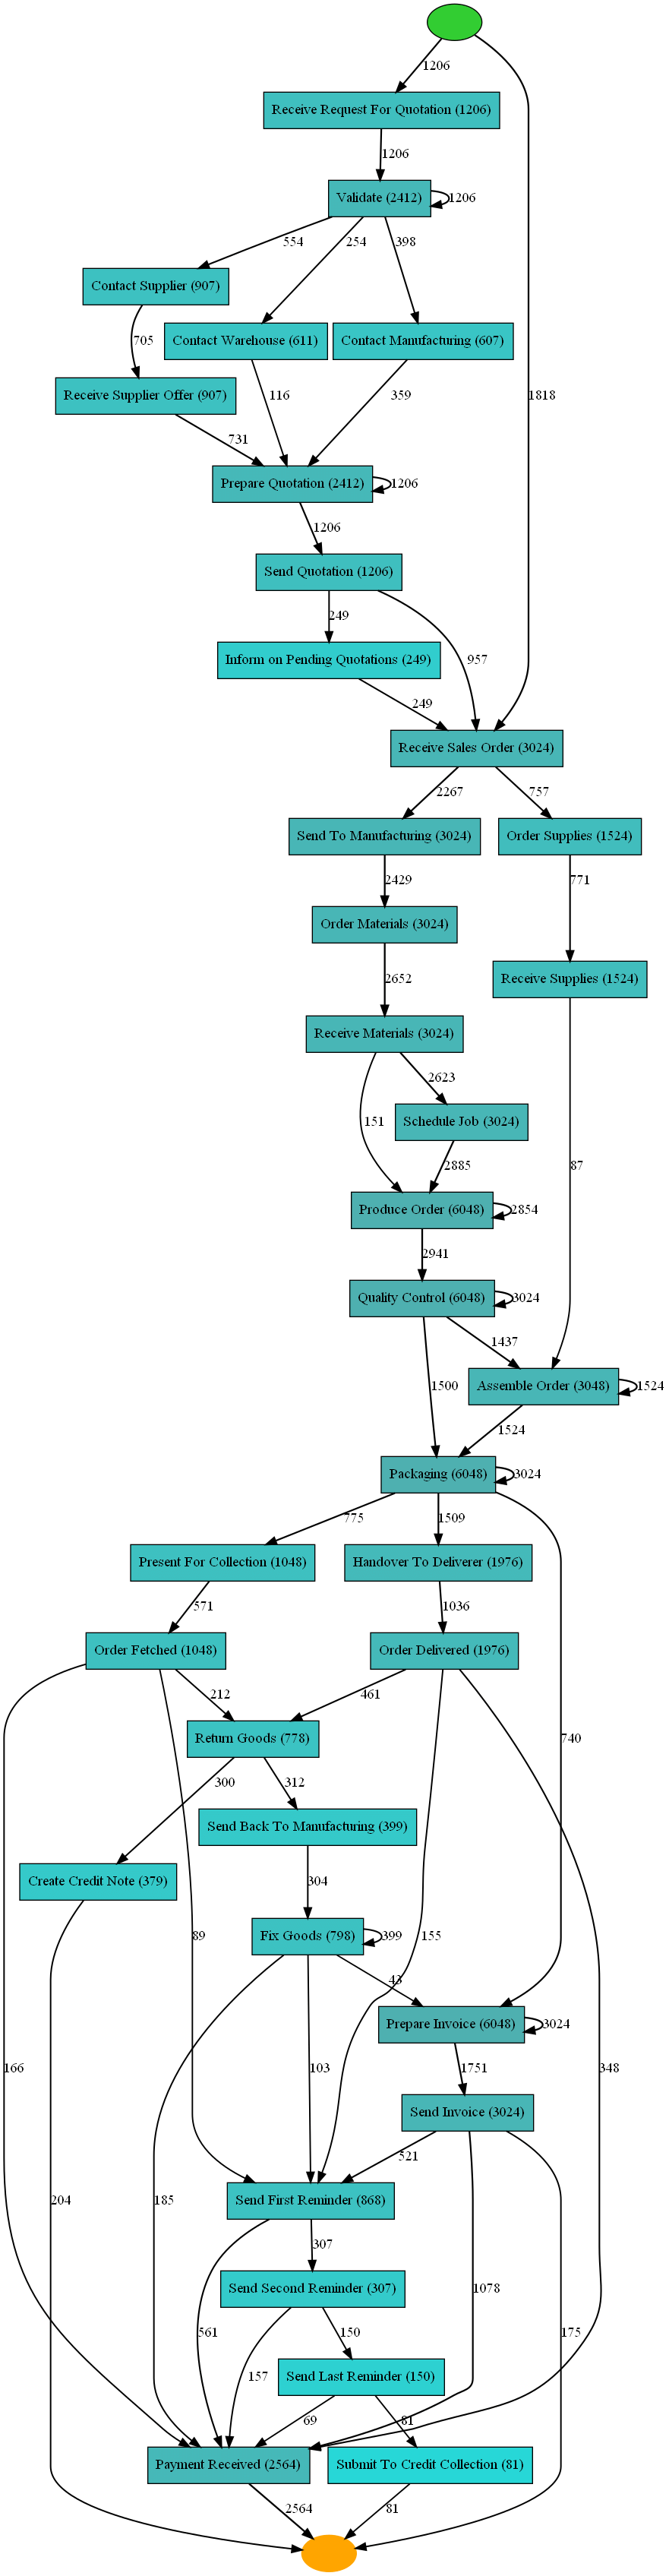 1206
Receive Request For Quotation (1206)
1206
Validate (2412)
1206
554
254
398
Contact Supplier (907)
Contact Warehouse (611)
Contact Manufacturing (607)
705
116
359
1818
Receive Supplier Offer (907)
731
Prepare Quotation (2412)
1206
1206
Send Quotation (1206)
249
957
Inform on Pending Quotations (249)
249
Receive Sales Order (3024)
2267
757
Send To Manufacturing (3024)
Order Supplies (1524)
2429
771
Order Materials (3024)
2652
Receive Supplies (1524)
Receive Materials (3024)
2623
151
Schedule Job (3024)
2885
87
Produce Order (6048)
2854
2941
Quality Control (6048)
3024
1437
1500
Assemble Order (3048)
1524
1524
Packaging (6048)
3024
775
1509
Present For Collection (1048)
Handover To Deliverer (1976)
571
1036
Order Fetched (1048)
Order Delivered (1976)
212
461
Return Goods (778)
740
300
312
Send Back To Manufacturing (399)
Create Credit Note (379)
304
Fix Goods (798)
399
89
155
43
Prepare Invoice (6048)
3024
166
103
1751
348
Send Invoice (3024)
521
204
185
Send First Reminder (868)
307
Send Second Reminder (307)
1078
561
150
175
157
Send Last Reminder (150)
69
81
Payment Received (2564)
Submit To Credit Collection (81)
2564
81